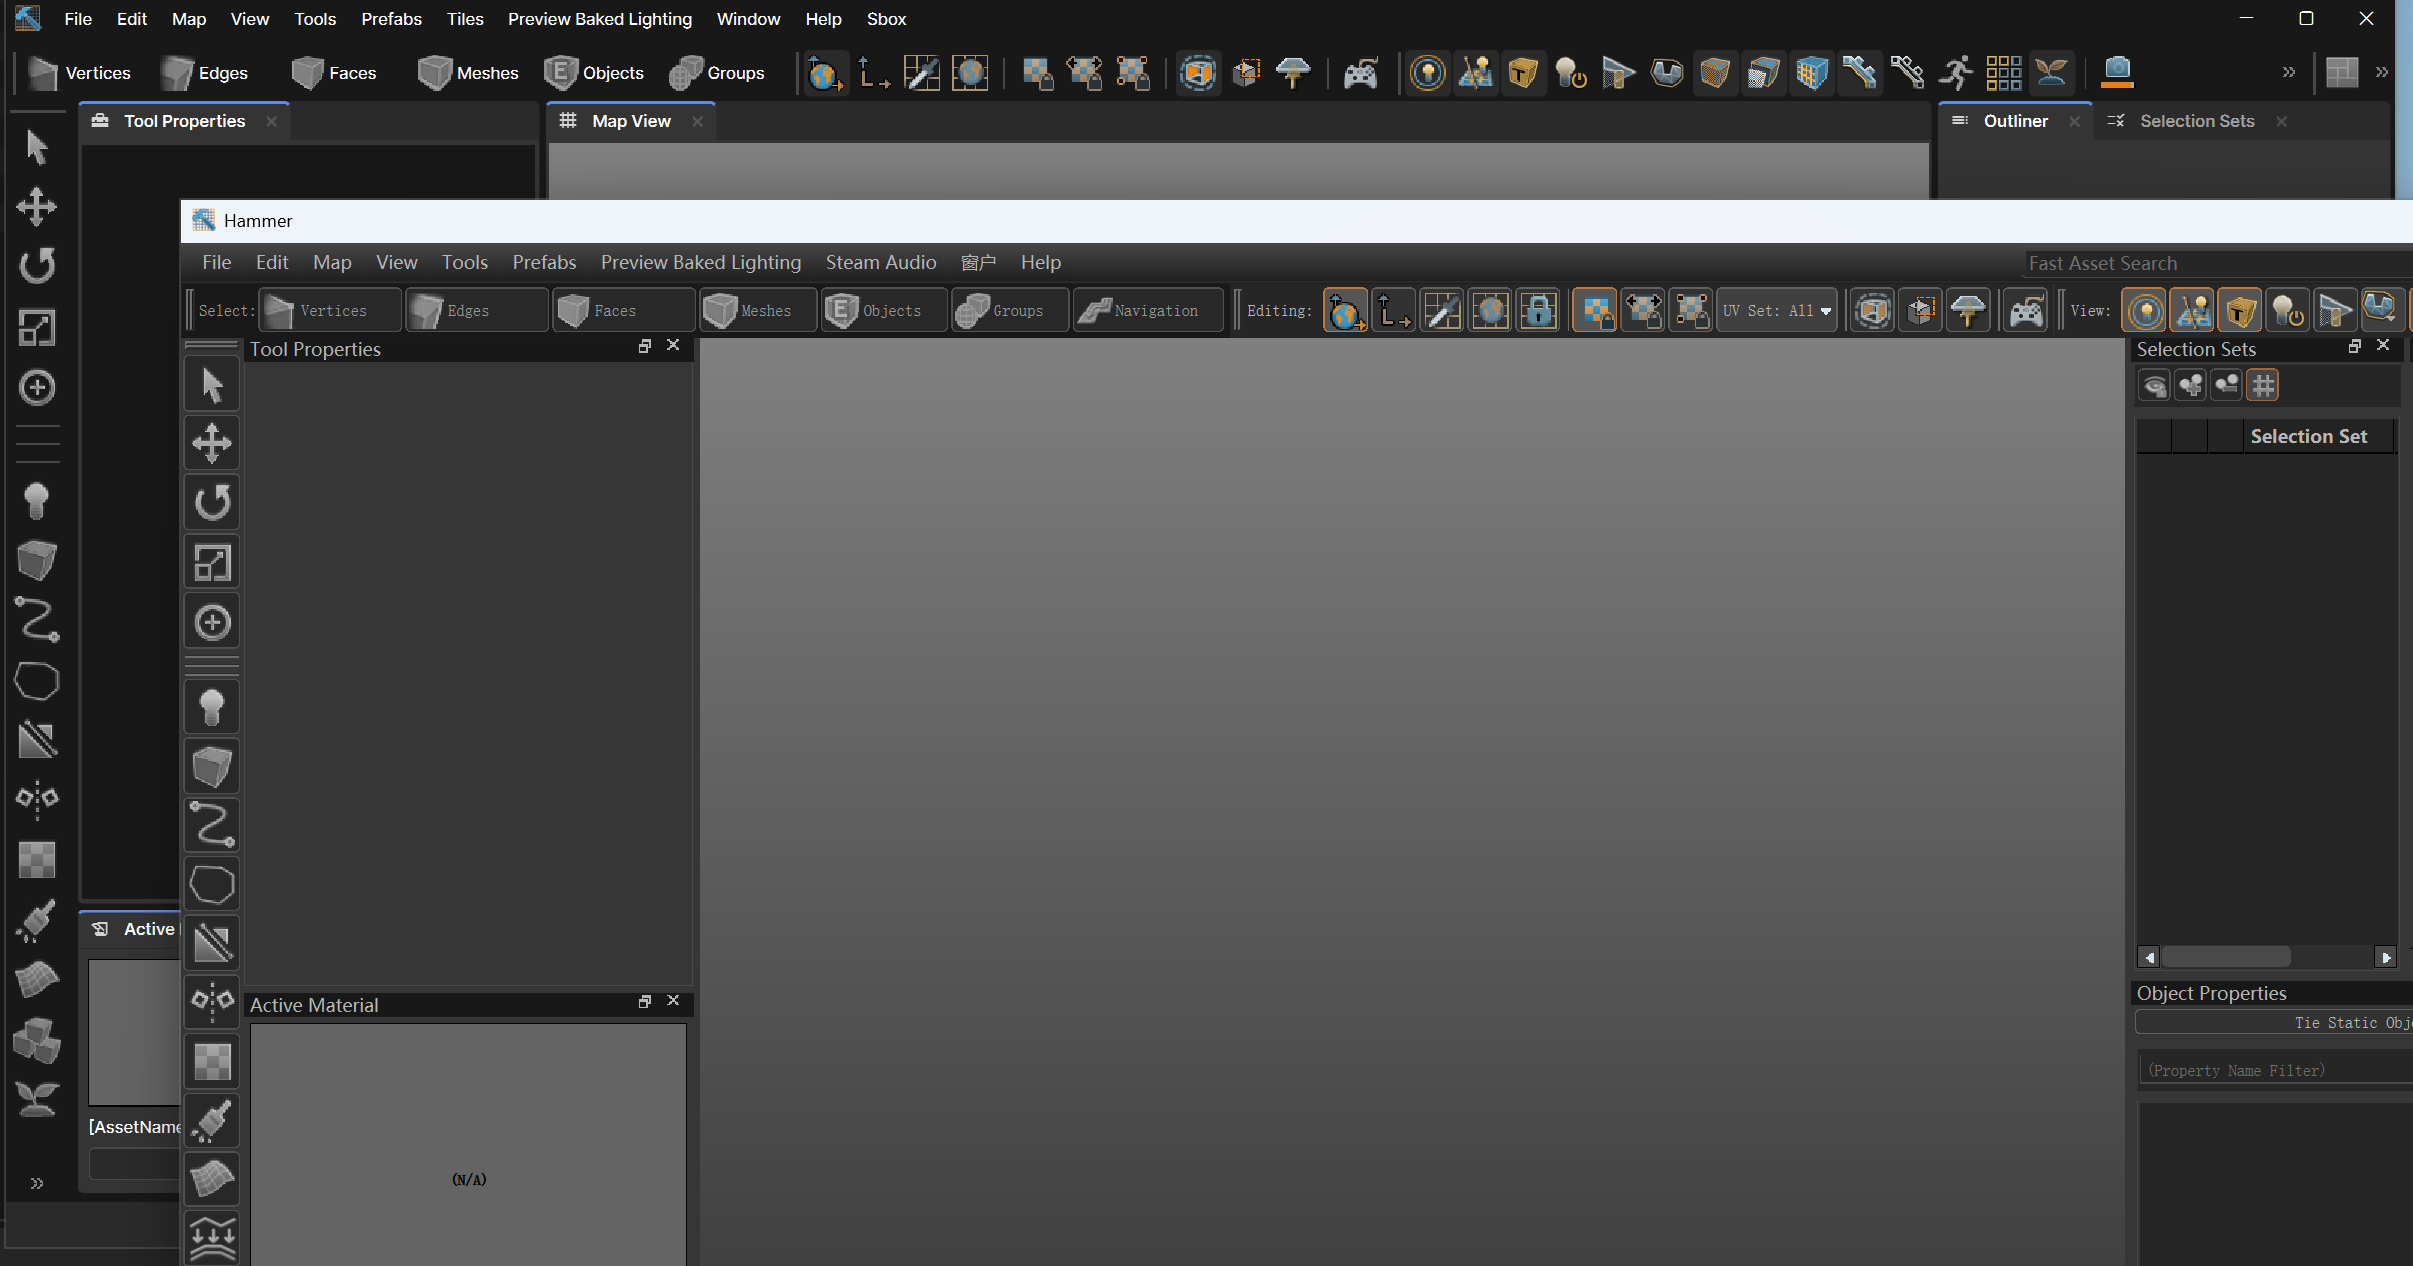 File Edit Map View Tools Prefabs Tiles Preview Baked Lighting Window Help Sbox
Vertices Edges Faces Meshes Objects Groups
Tool Properties
Map View
Outliner
Selection Sets
Hammer
File Edit Map View Tools Prefabs Preview Baked Lighting Steam Audio 窗户 Help
Fast Asset Search
Select: Vertices Edges Faces Meshes Objects Groups Navigation Editing: UV Set: All View:
Tool Properties
Selection Sets
Selection Set
Active
[AssetName
Active Material
(N/A)
Object Properties
Tie Static Obj
(Property Name Filter)